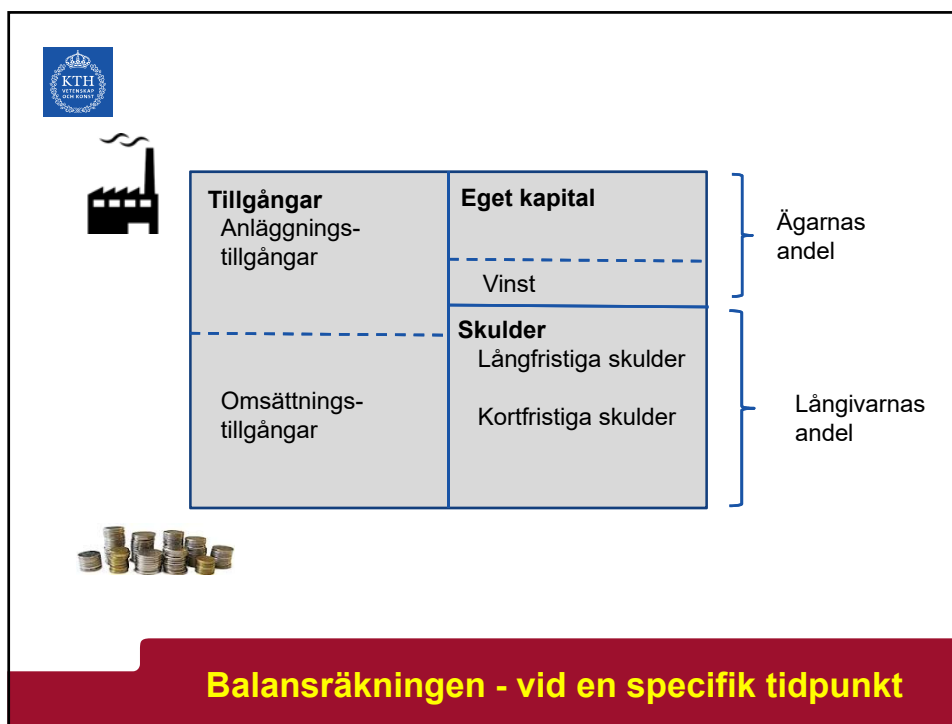 KTH
VETENSKAP
OCH KONST
Tillgångar
Anläggnings-
tillgångar
Omsättnings-
tillgångar
Eget kapital
Vinst
Skulder
Långfristiga skulder
Kortfristiga skulder
Ägarnas
andel
Långivarnas
andel
Balansräkningen - vid en specifik tidpunkt